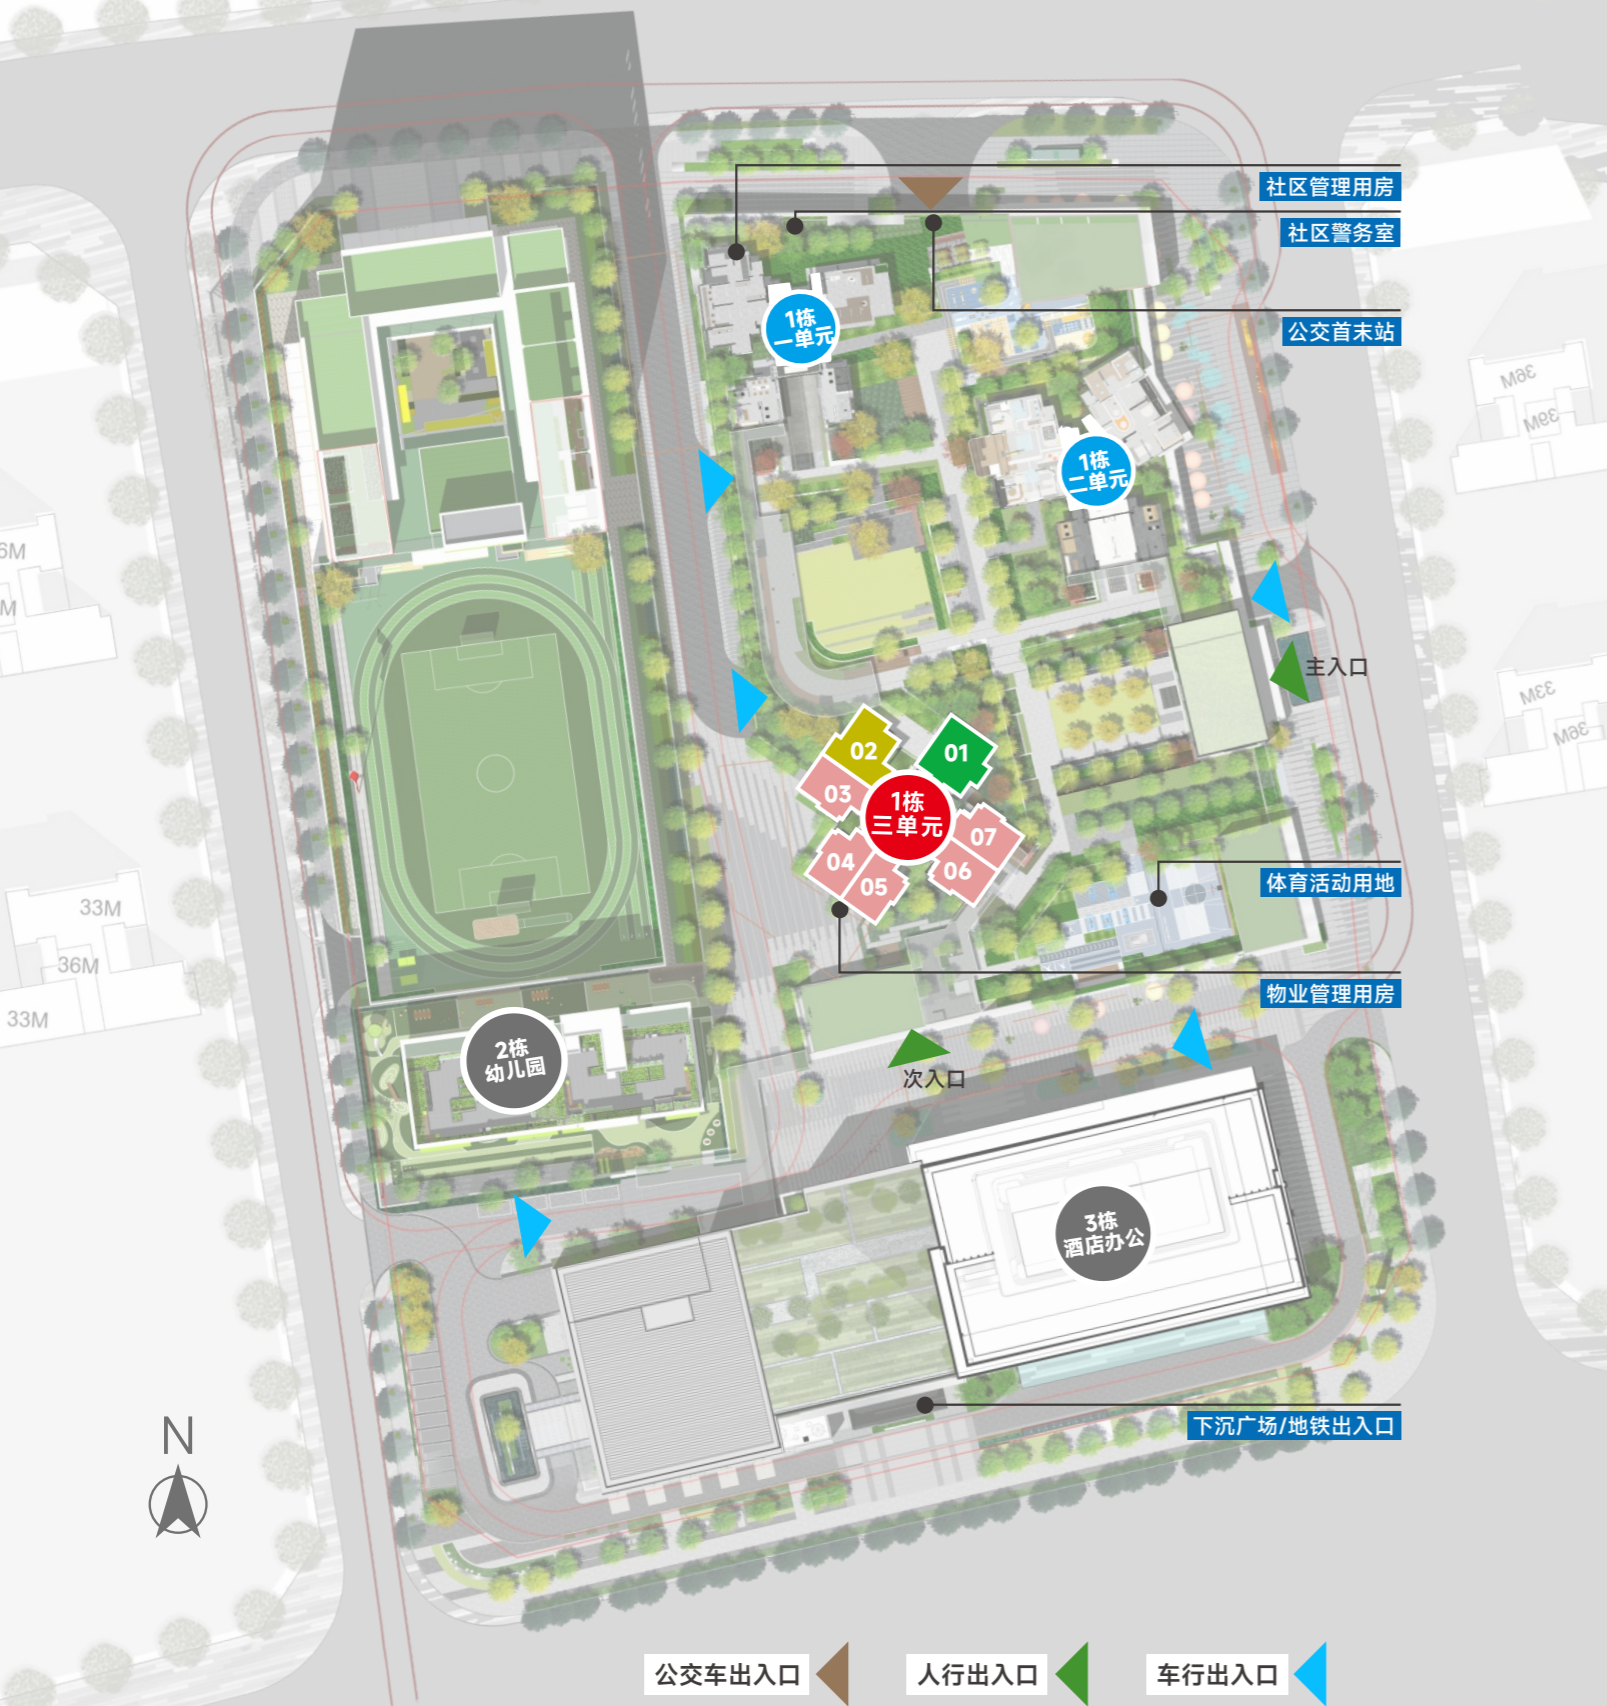 社区管理用房
社区警务室
公交首末站
1栋
一单元
1栋
二单元
36M
39M
6M
M
主入口
33M
36M
02
01
03
1栋
三单元
07
04
06
05
体育活动用地
33M
36M
33M
物业管理用房
2栋
幼儿园
次入口
3栋
酒店办公
下沉广场/地铁出入口
N
公交车出入口
人行出入口
车行出入口